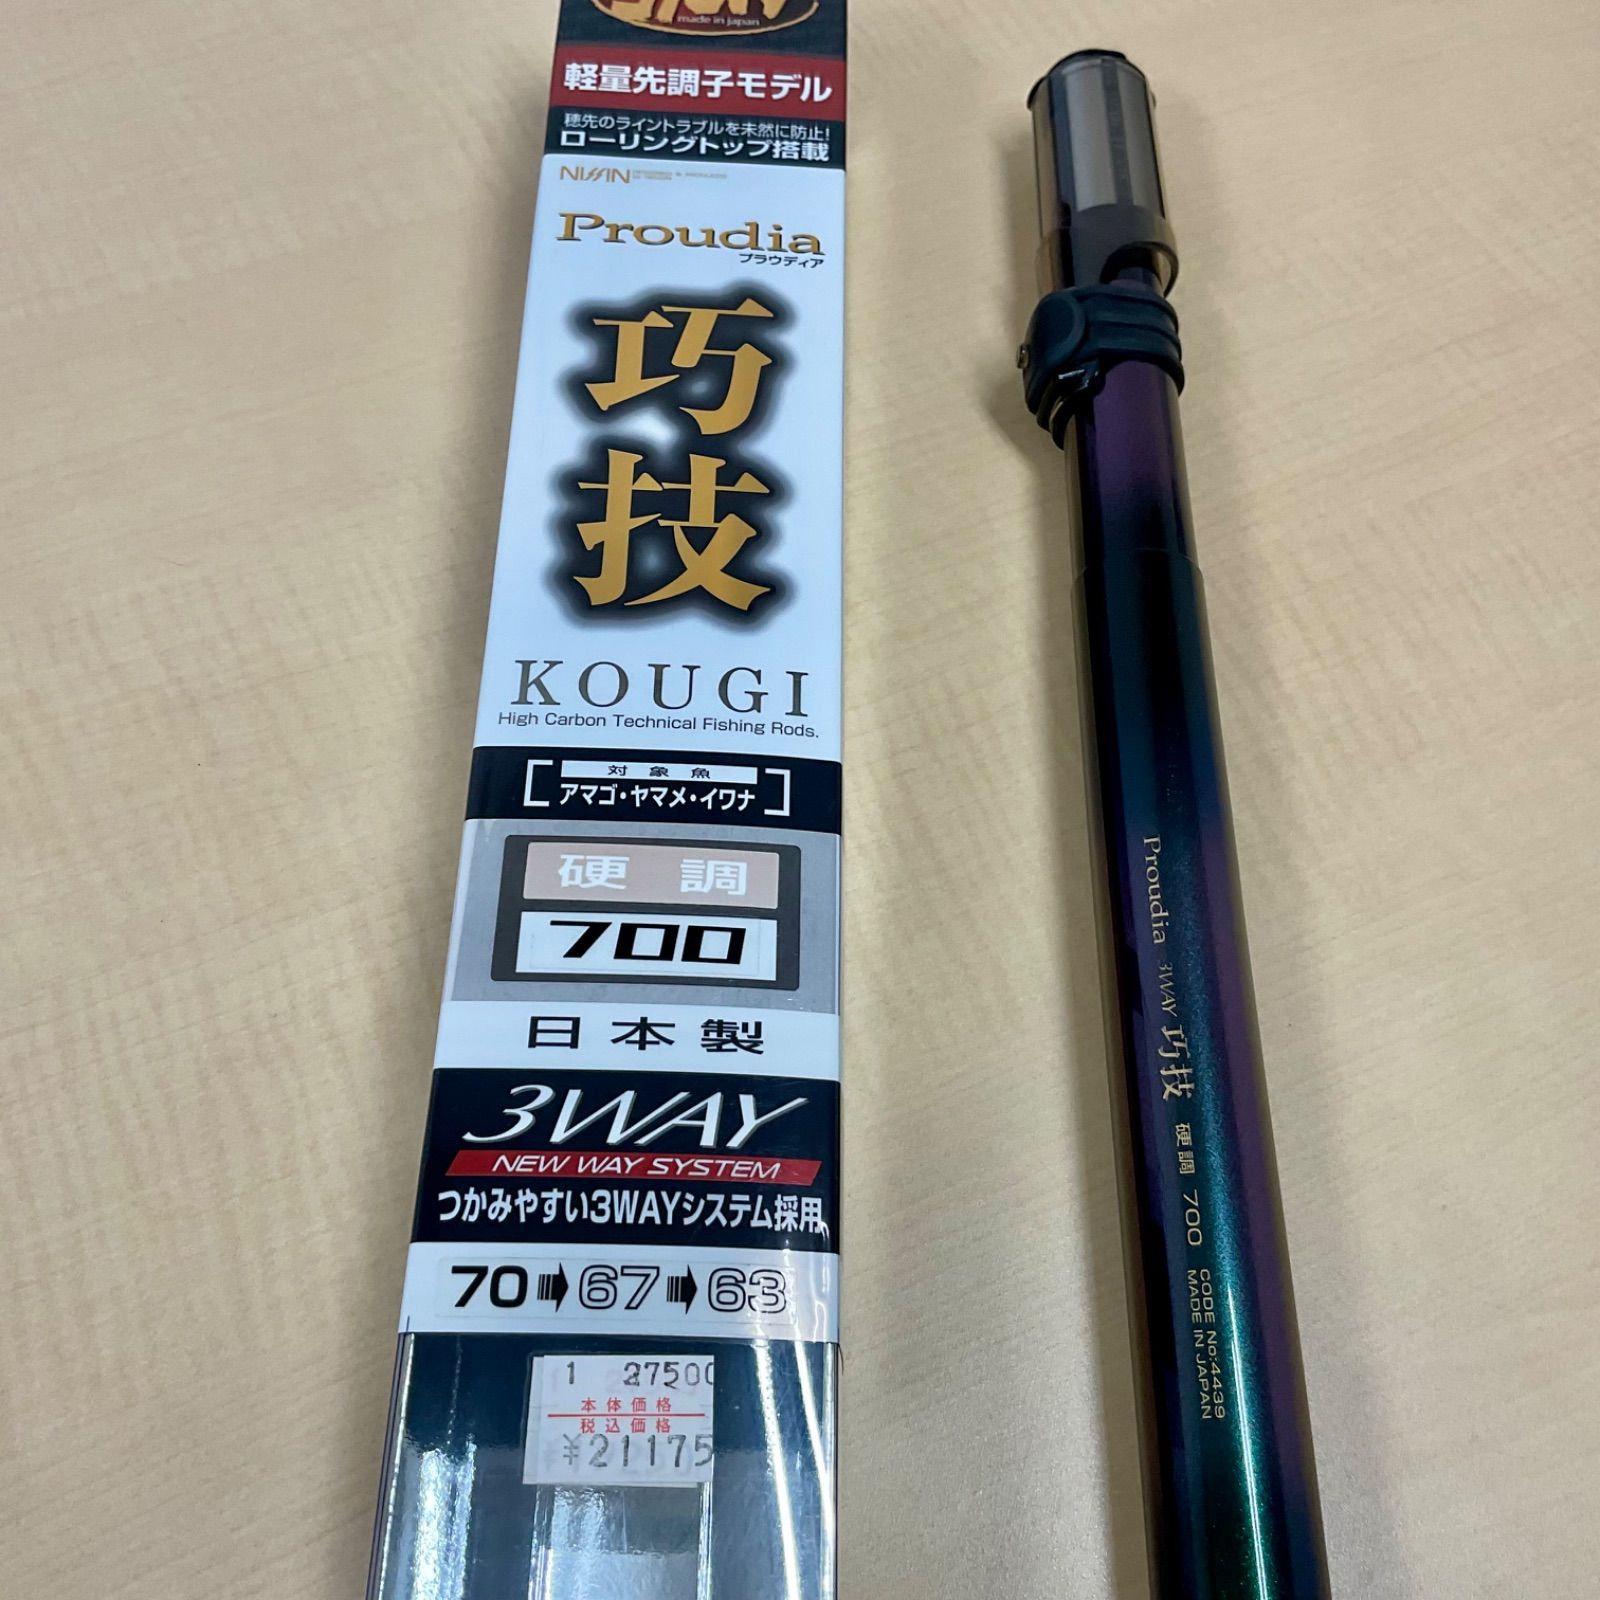 made in japan
軽量先調子モデル
穂先のライントラブルを未然に防止!
ローリングトップ搭載
NISSIN
Proudia
プラウディア
巧技
KOUGI
High Carbon Technical Fishing Rods.
対象魚
アマゴ・ヤマメ・イワナ
硬調
700
日本製
3WAY
NEW WAY SYSTEM
つかみやすい3WAYシステム採用
70➡67➡63
1 27500
本体価格
税込価格
¥21175
Proudia 3WAY 巧技 硬調 700
CODE No:4439
MADE IN JAPAN